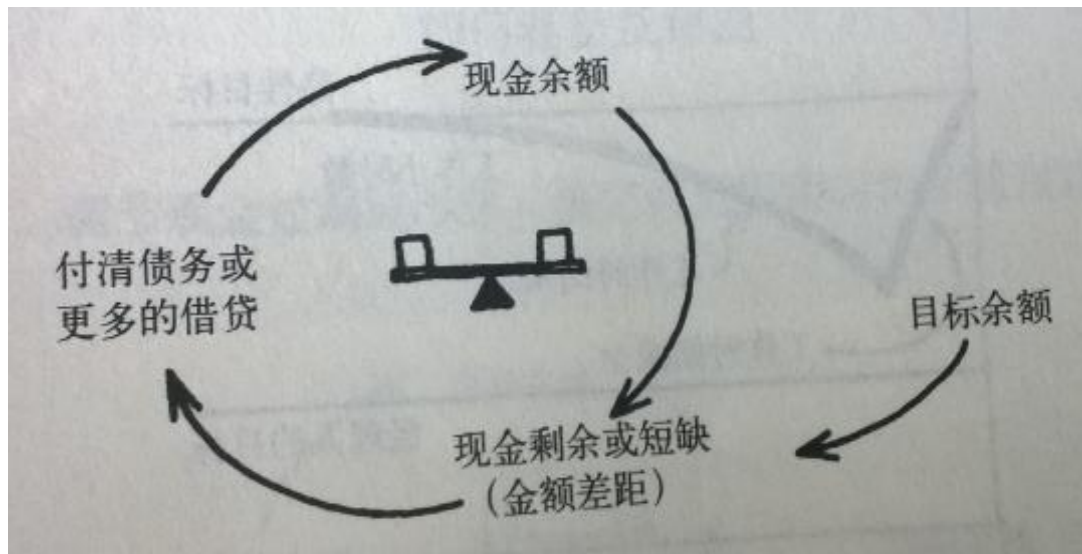 现金余额
付清债务或
更多的借贷
目标余额
现金剩余或短缺
(金额差距)